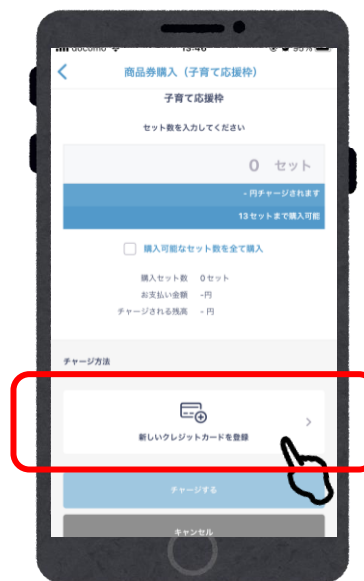 docomo 13:46 95%
商品券購入（子育て応援枠）
子育て応援枠
セット数を入力してください
0 セット
- 円チャージされます
13セットまで購入可能
購入可能なセット数を全て購入
購入セット数 0セット
お支払い金額 -円
チャージされる残高 - 円
チャージ方法
新しいクレジットカードを登録
チャージする
キャンセル